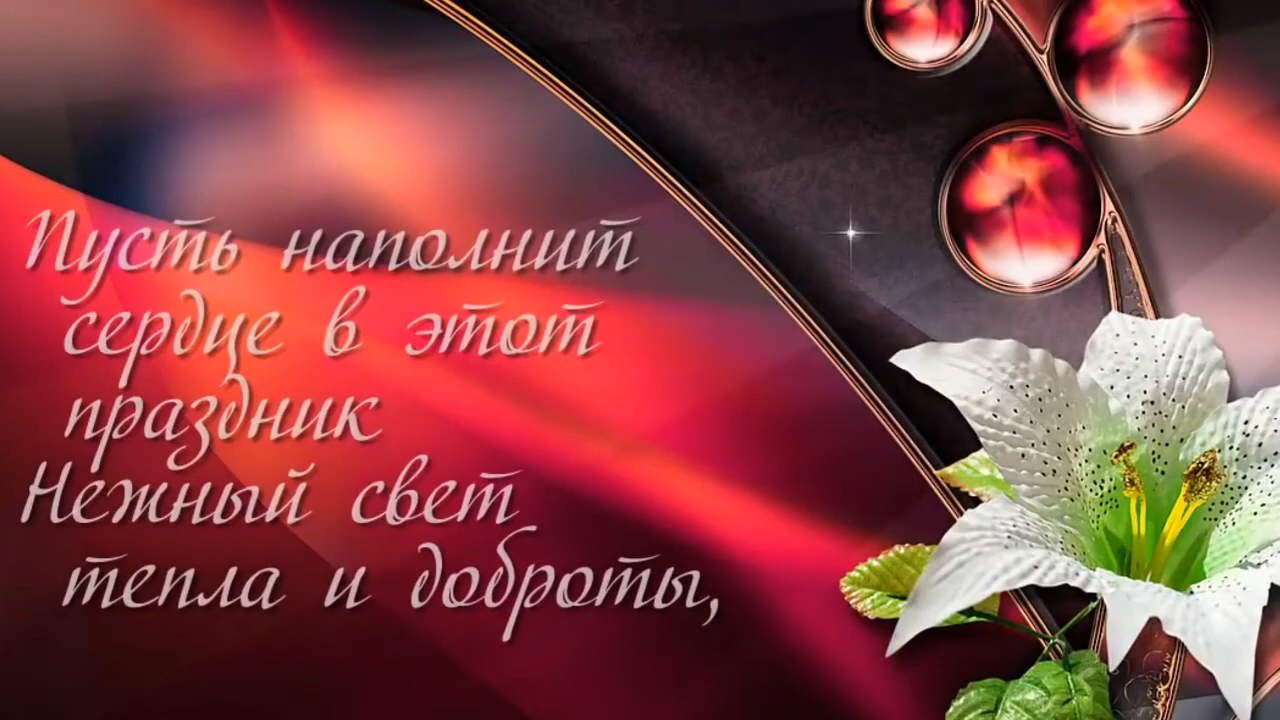 Пусть наполнит
сердце в этот
праздник
Нежный свет
тепла и доброты,